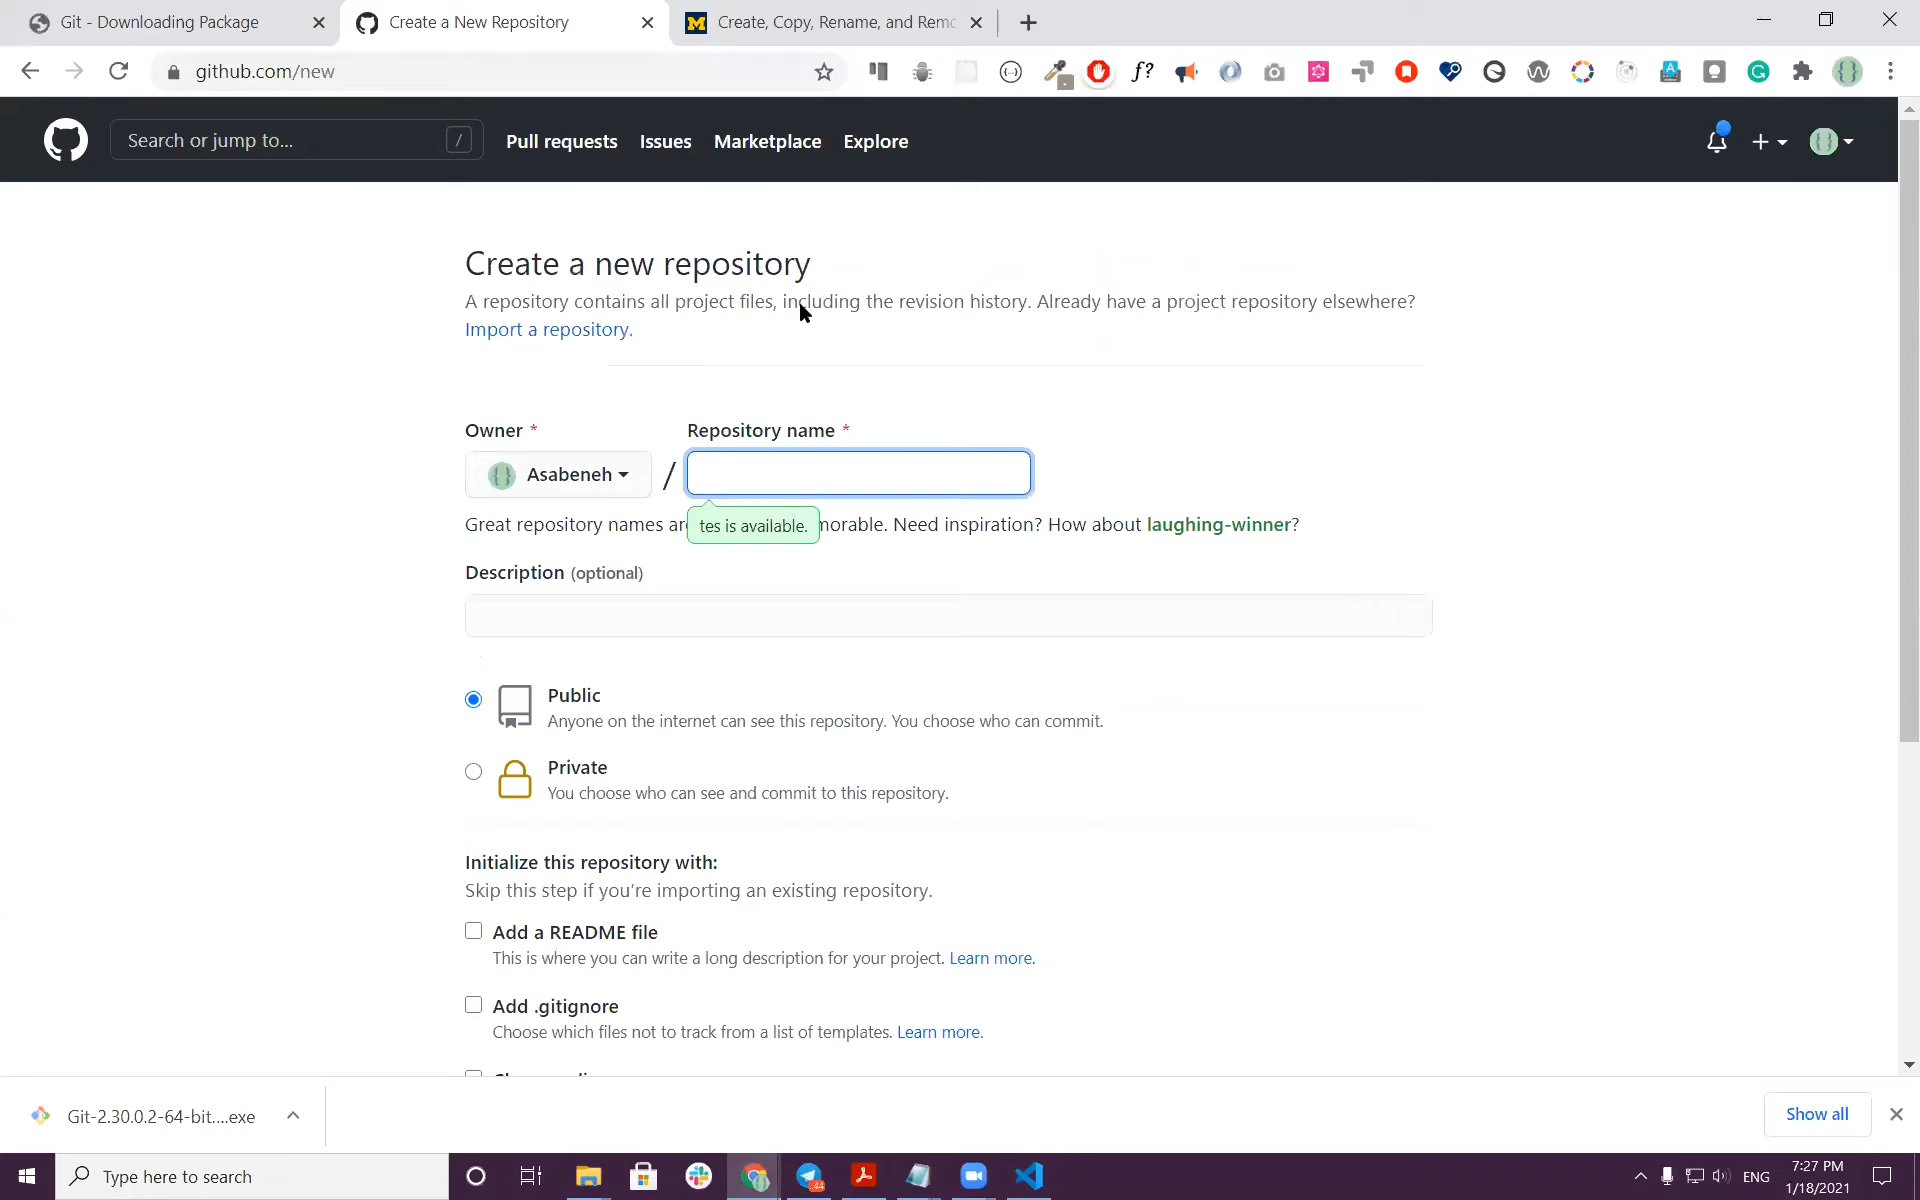 Git - Downloading Package
Create a New Repository
Create, Copy, Rename, and Remo
github.com/new
Search or jump to...
/
Pull requests
Issues
Marketplace
Explore
Create a new repository
A repository contains all project files, including the revision history. Already have a project repository elsewhere?
Import a repository.
Owner *
Repository name *
Asabeneh
/
Great repository names are
tes is available.
morable. Need inspiration? How about laughing-winner?
Description (optional)
Public
Anyone on the internet can see this repository. You choose who can commit.
Private
You choose who can see and commit to this repository.
Initialize this repository with:
Skip this step if you're importing an existing repository.
Add a README file
This is where you can write a long description for your project. Learn more.
Add .gitignore
Choose which files not to track from a list of templates. Learn more.
Git-2.30.0.2-64-bit....exe
Show all
Type here to search
44
ENG
7:27 PM
1/18/2021